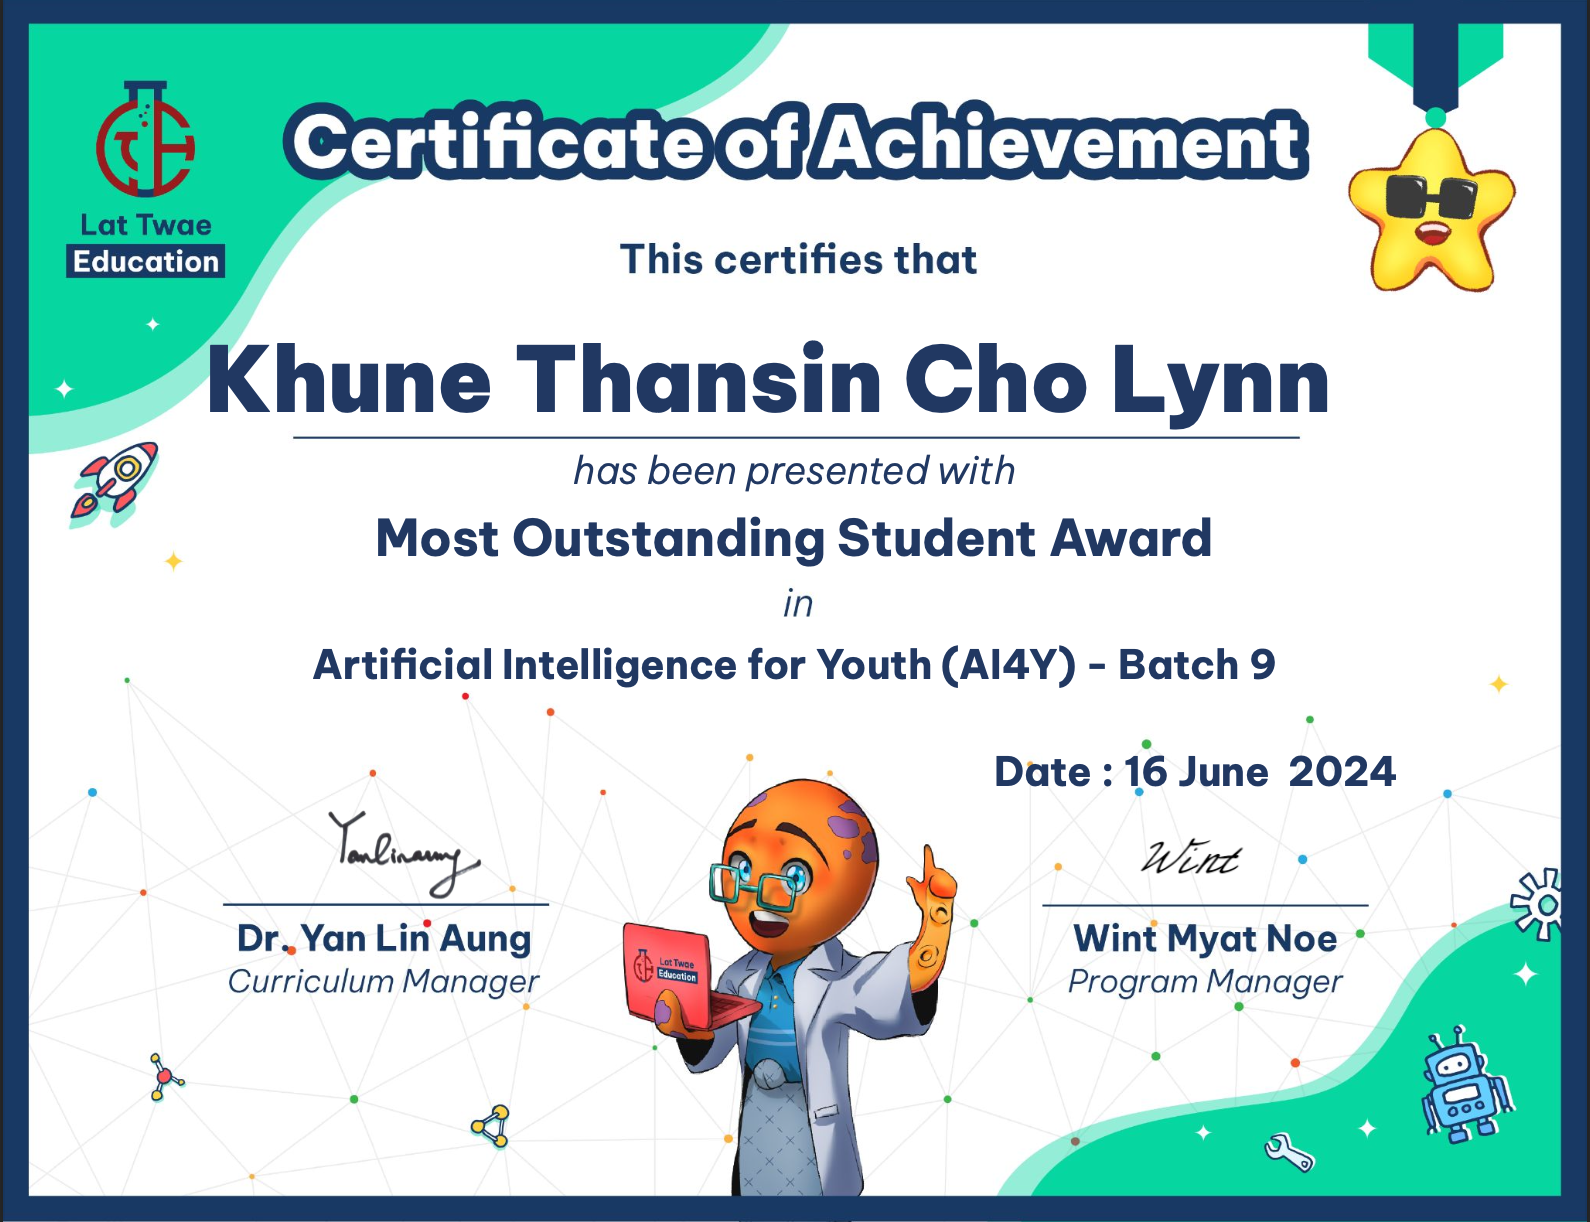 Certificate of Achievement
Lat Twae
Education
This certifies that
Khune Thansin Cho Lynn
has been presented with
Most Outstanding Student Award
in
Artificial Intelligence for Youth (AI4Y) - Batch 9
Date : 16 June 2024
Yanlinaung
Wint
Dr. Yan Lin Aung
Curriculum Manager
Wint Myat Noe
Program Manager
Lat Twae
Education